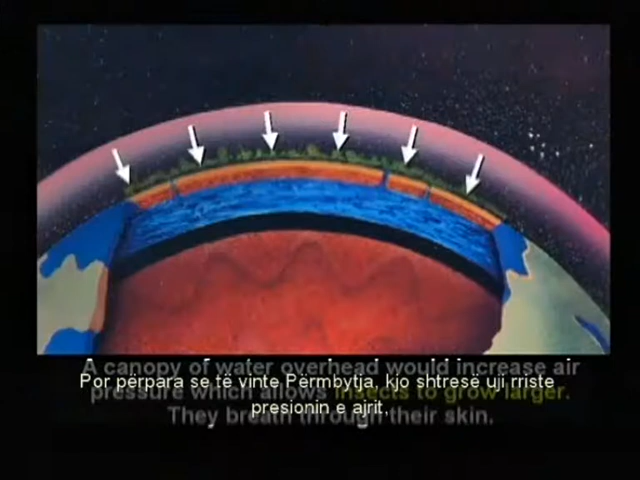 A canopy of water overhead would increase air
Por përpara se të vinte Përmbytja, kjo shtresë uji rriste
pressure which allows insects to grow larger.
presionin e ajrit.
They breath through their skin.